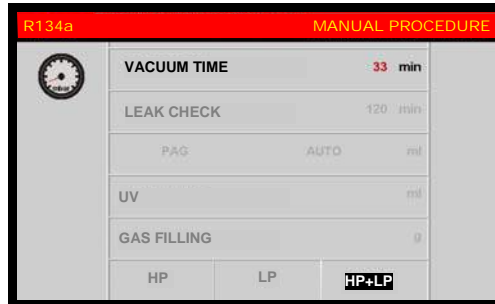 R134a MANUAL PROCEDURE
VACUUM TIME 33 min
LEAK CHECK 120 min
PAG AUTO ml
UV ml
GAS FILLING g
HP LP HP+LP